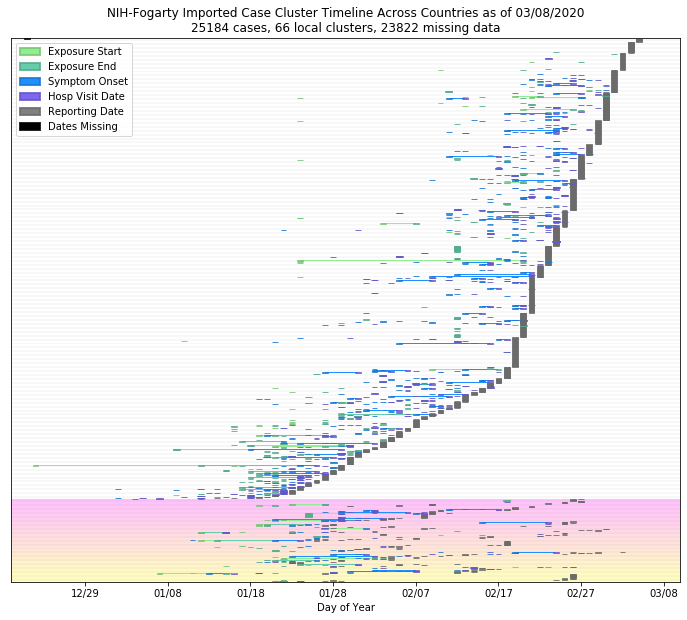 NIH-Fogarty Imported Case Cluster Timeline Across Countries as of 03/08/2020
25184 cases, 66 local clusters, 23822 missing data
Exposure Start
Exposure End
Symptom Onset
Hosp Visit Date
Reporting Date
Dates Missing
12/29 01/08 01/18 01/28 02/07 02/17 02/27 03/08
Day of Year